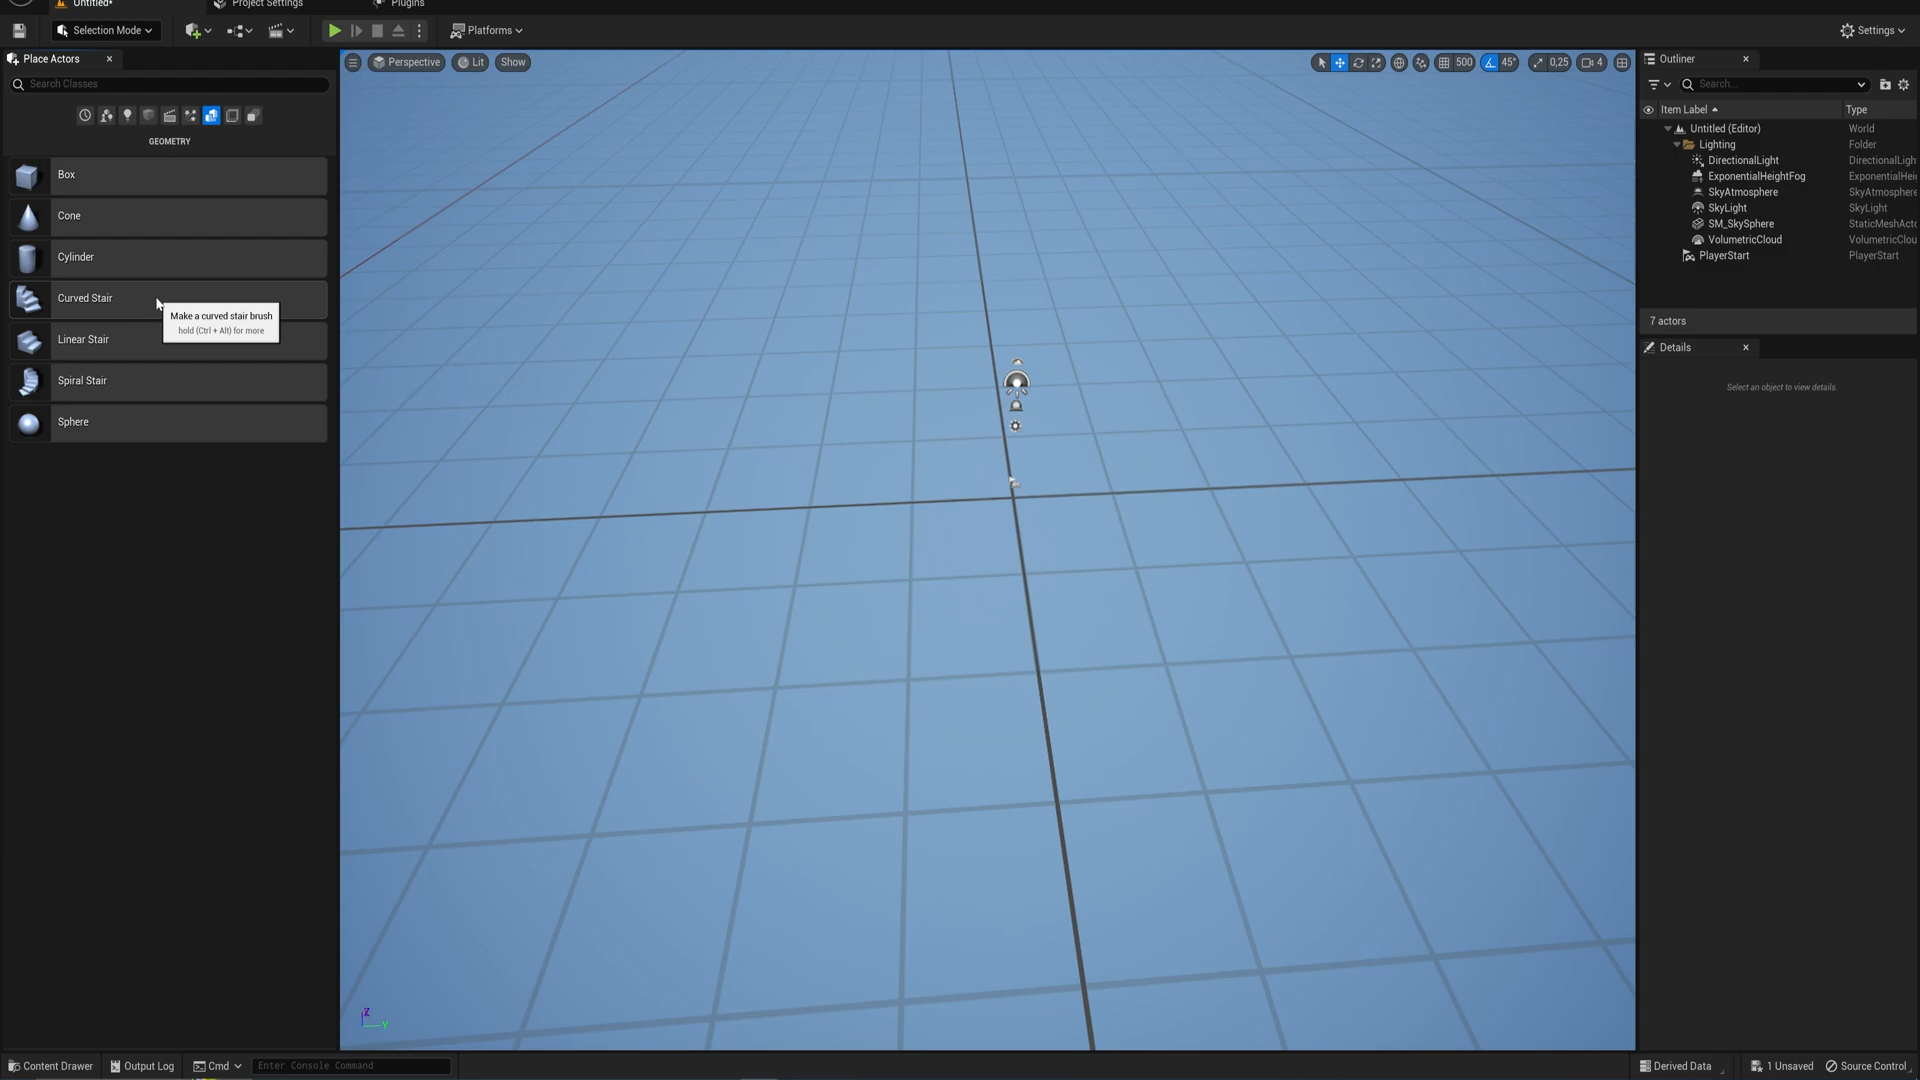 Untitled*
Project Settings
Plugins
Selection Mode
Platforms
Settings
Place Actors
Search Classes
GEOMETRY
Box
Cone
Cylinder
Curved Stair
Make a curved stair brush
hold (Ctrl + Alt) for more
Linear Stair
Spiral Stair
Sphere
Perspective
Lit
Show
500
45°
0,25
4
Z
Y
Outliner
Search...
Item Label
Type
Untitled (Editor)
World
Lighting
Folder
DirectionalLight
DirectionalLigh
ExponentialHeightFog
ExponentialHei
SkyAtmosphere
SkyAtmosphere
SkyLight
SkyLight
SM_SkySphere
StaticMeshActo
VolumetricCloud
VolumetricClou
PlayerStart
PlayerStart
7 actors
Details
Select an object to view details.
Content Drawer
Output Log
Cmd
Enter Console Command
Derived Data
1 Unsaved
Source Control